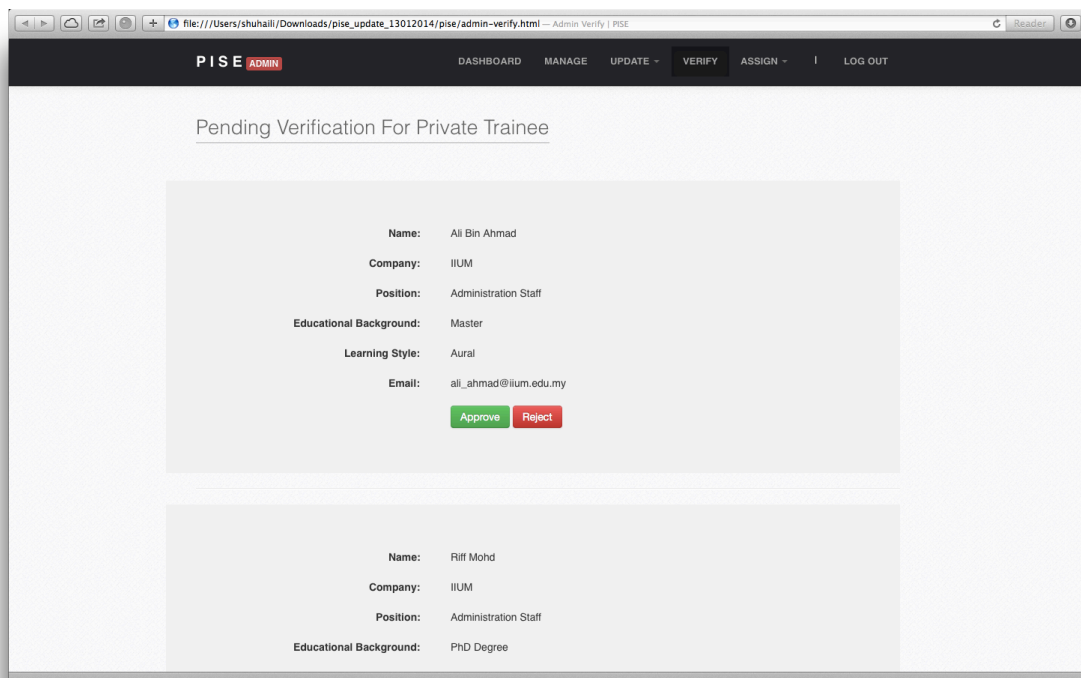 file:///Users/shuhaili/Downloads/pise_update_13012014/pise/admin-verify.html — Admin Verify | PISE Reader
PISE ADMIN DASHBOARD MANAGE UPDATE VERIFY ASSIGN | LOG OUT
Pending Verification For Private Trainee
Name: Ali Bin Ahmad
Company: IIUM
Position: Administration Staff
Educational Background: Master
Learning Style: Aural
Email: ali_ahmad@iium.edu.my
Approve Reject
Name: Riff Mohd
Company: IIUM
Position: Administration Staff
Educational Background: PhD Degree